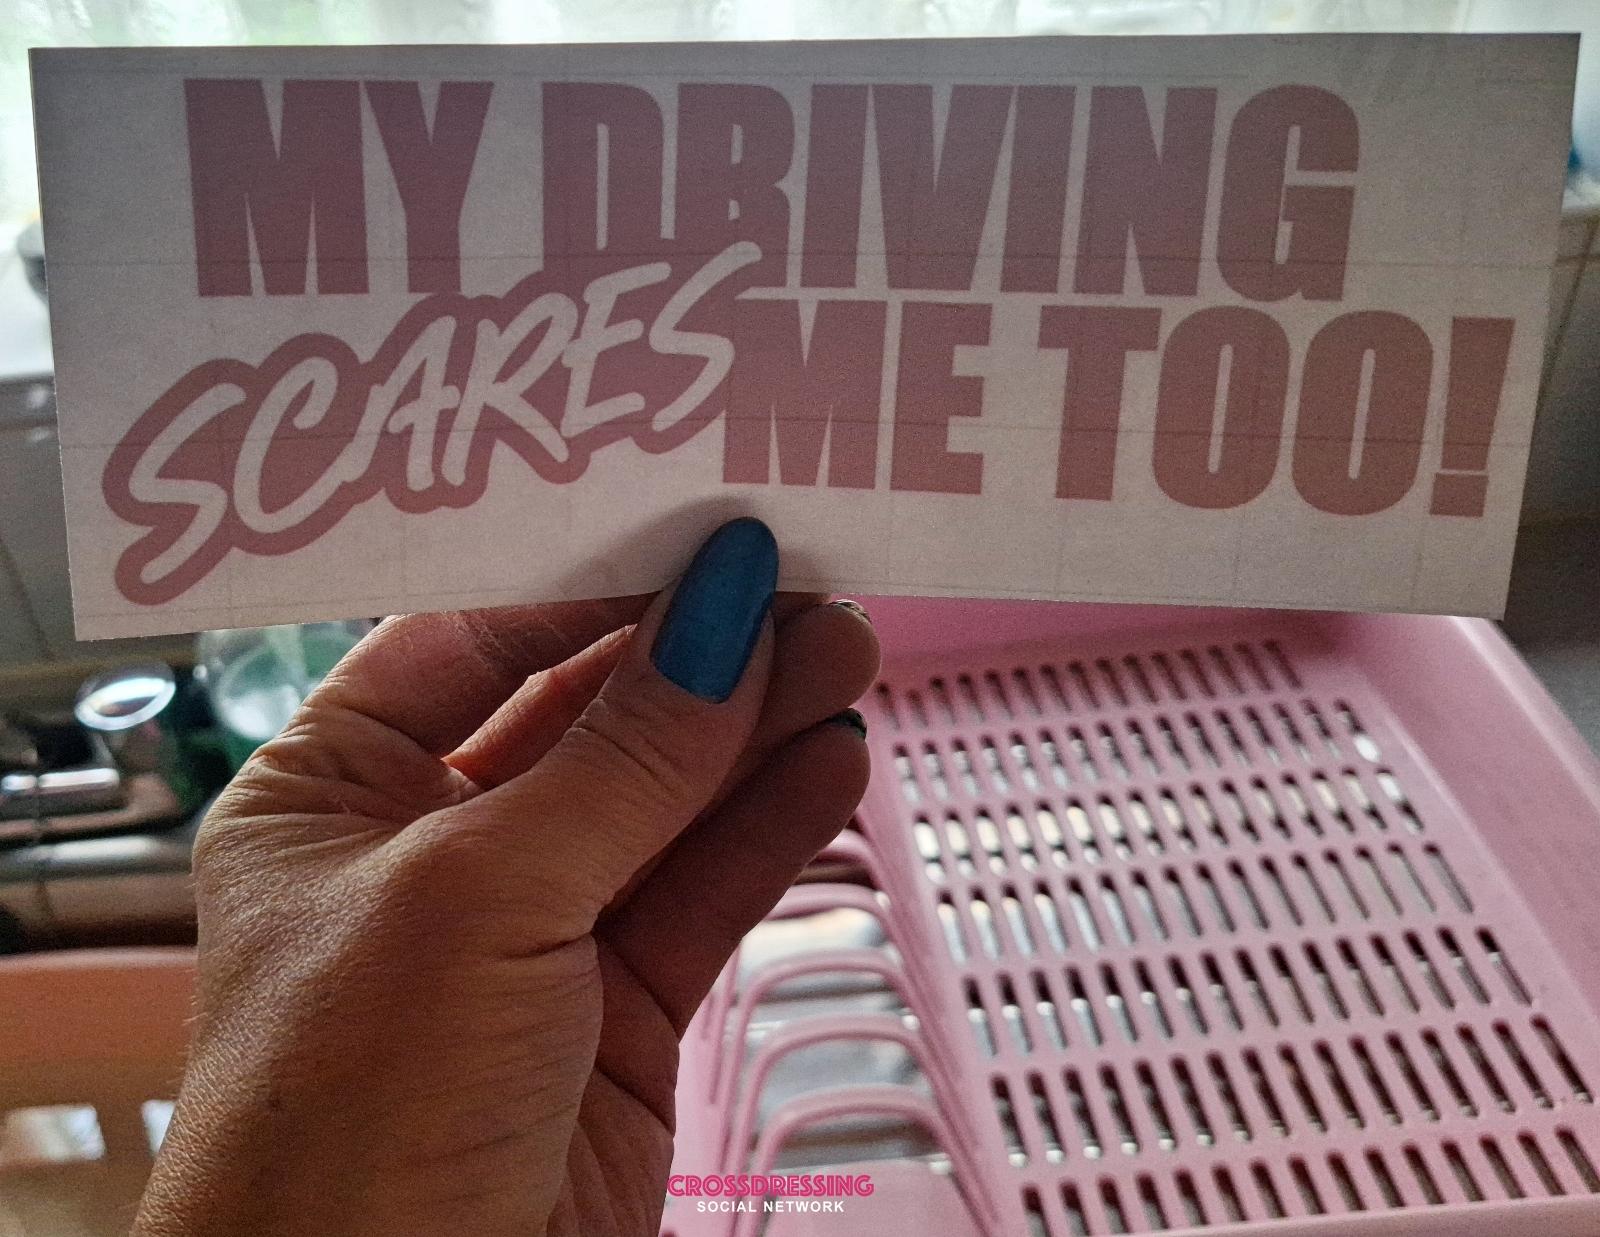 MY DRIVING
SCARES ME TOO!
CROSSDRESSING
SOCIAL NETWORK